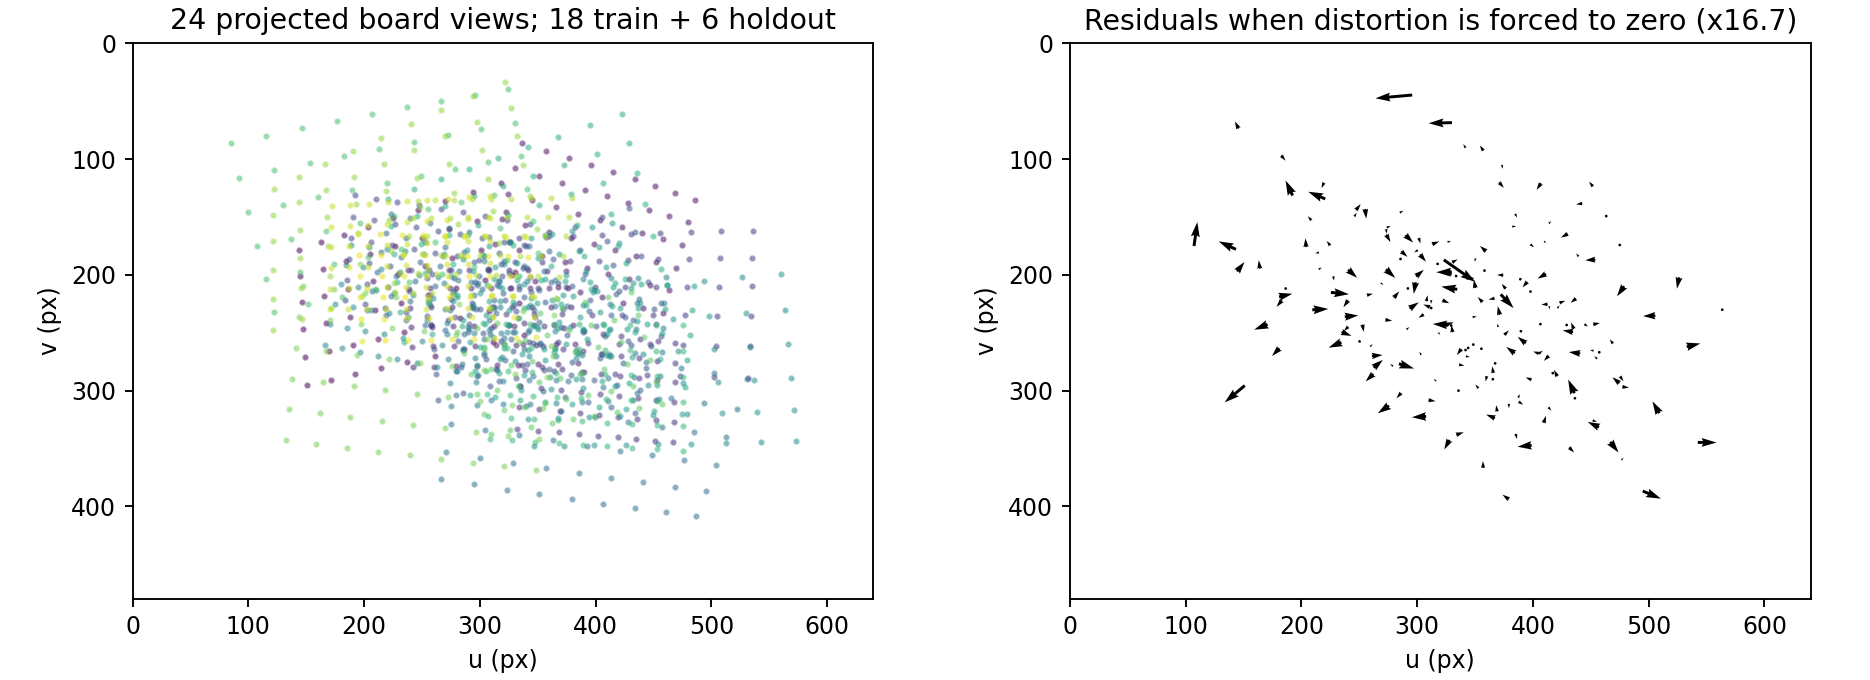 24 projected board views; 18 train + 6 holdout
0
100
200
300
400
v (px)
0 100 200 300 400 500 600
u (px)
Residuals when distortion is forced to zero (x16.7)
0
100
200
300
400
v (px)
0 100 200 300 400 500 600
u (px)